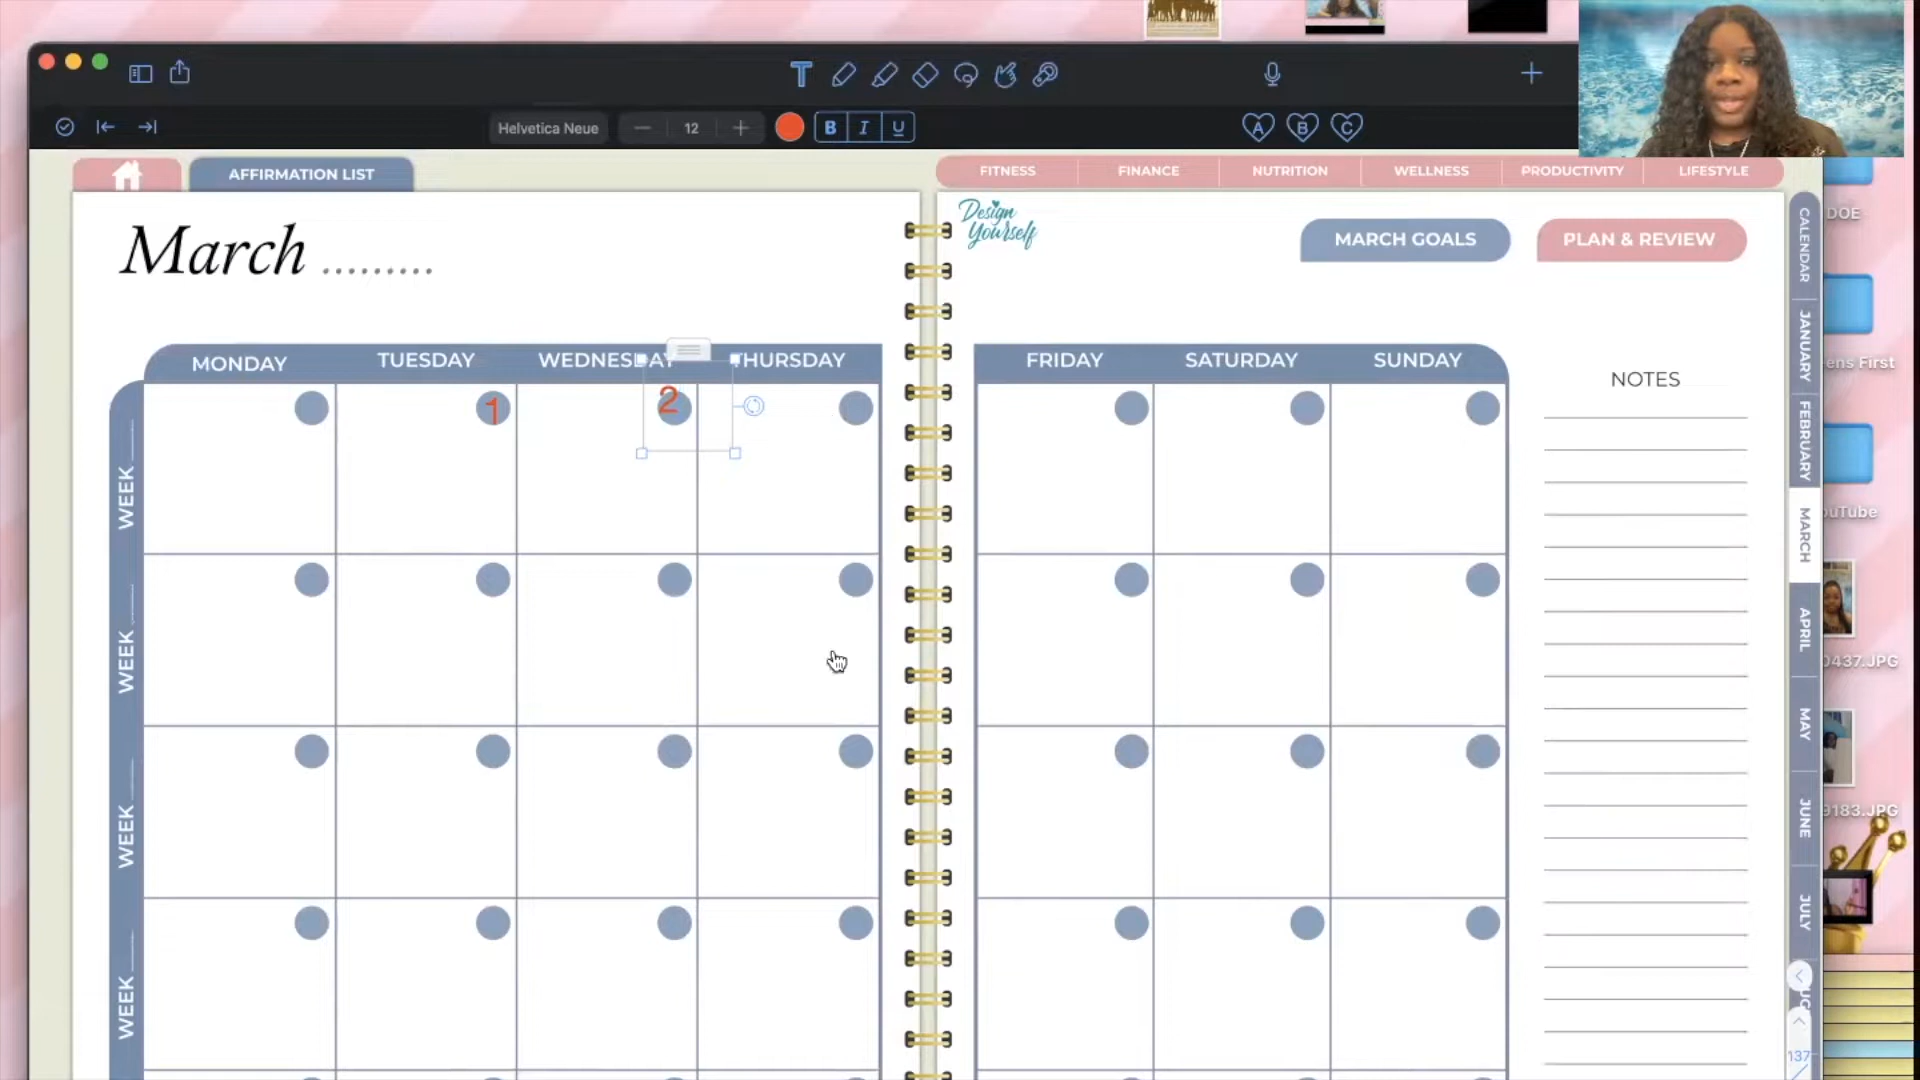 Helvetica Neue
12
B I U
A B C
AFFIRMATION LIST
FITNESS
FINANCE
NUTRITION
WELLNESS
PRODUCTIVITY
LIFESTYLE
DOE
March .........
Design
Yourself
MARCH GOALS
PLAN & REVIEW
MONDAY
TUESDAY
WEDNESDAY
THURSDAY
FRIDAY
SATURDAY
SUNDAY
NOTES
1
2
WEEK
WEEK
WEEK
WEEK
CALENDAR
JANUARY
FEBRUARY
MARCH
APRIL
MAY
JUNE
JULY
ens First
ouTube
0437.JPG
9183.JPG
137